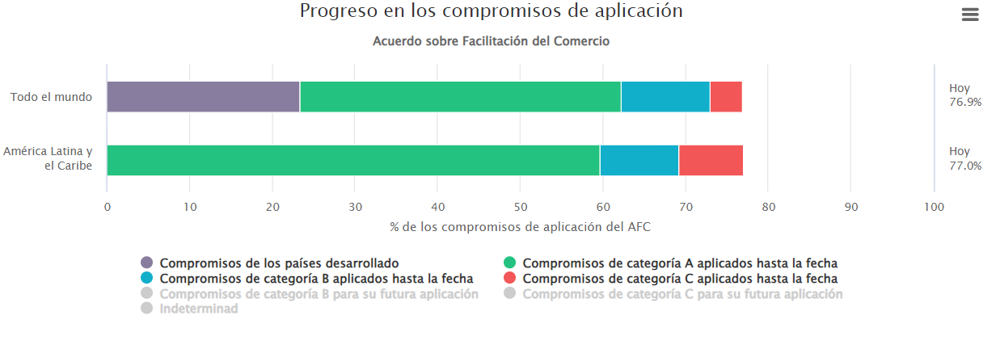 Progreso en los compromisos de aplicación
Acuerdo sobre Facilitación del Comercio
Todo el mundo
Hoy
76.9%
América Latina y
el Caribe
Hoy
77.0%
0 10 20 30 40 50 60 70 80 90 100
% de los compromisos de aplicación del AFC
Compromisos de los países desarrollado
Compromisos de categoría A aplicados hasta la fecha
Compromisos de categoría B aplicados hasta la fecha
Compromisos de categoría C aplicados hasta la fecha
Compromisos de categoría B para su futura aplicación
Compromisos de categoría C para su futura aplicación
Indeterminad